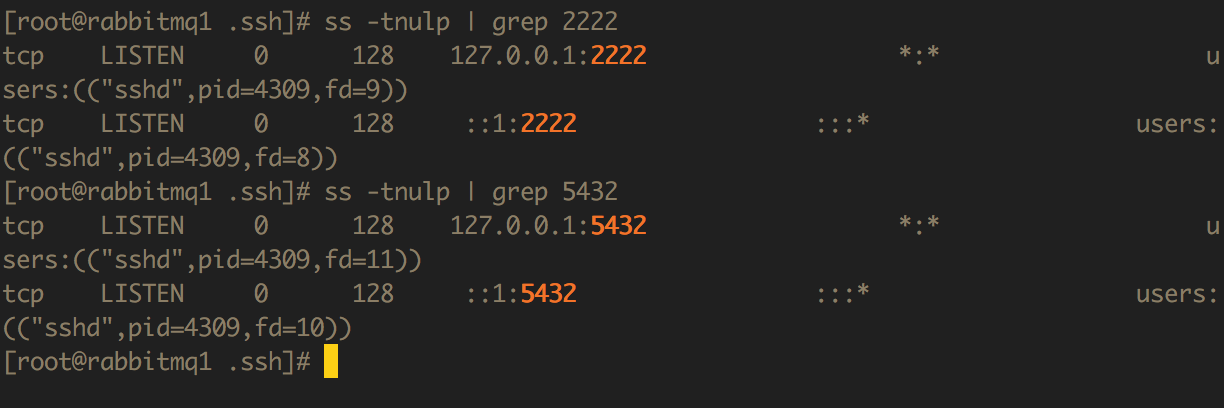 [root@rabbitmq1 .ssh]# ss -tnulp | grep 2222
tcp    LISTEN     0      128    127.0.0.1:2222                  *:*                   u
sers:(("sshd",pid=4309,fd=9))
tcp    LISTEN     0      128     ::1:2222                 :::*                   users:
(("sshd",pid=4309,fd=8))
[root@rabbitmq1 .ssh]# ss -tnulp | grep 5432
tcp    LISTEN     0      128    127.0.0.1:5432                  *:*                   u
sers:(("sshd",pid=4309,fd=11))
tcp    LISTEN     0      128     ::1:5432                 :::*                   users:
(("sshd",pid=4309,fd=10))
[root@rabbitmq1 .ssh]#